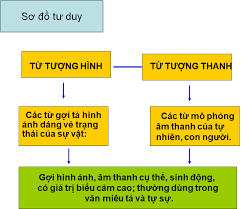 Sơ đồ tư duy
TỪ TƯỢNG HÌNH
TỪ TƯỢNG THANH
Các từ gợi tả hình
ảnh dáng vẻ trạng
thái của sự vật:
Các từ mô phỏng
âm thanh của tự
nhiên, con người.
Gợi hình ảnh, âm thanh cụ thể, sinh động,
có giá trị biểu cảm cao; thường dùng trong
văn miêu tả và tự sự.